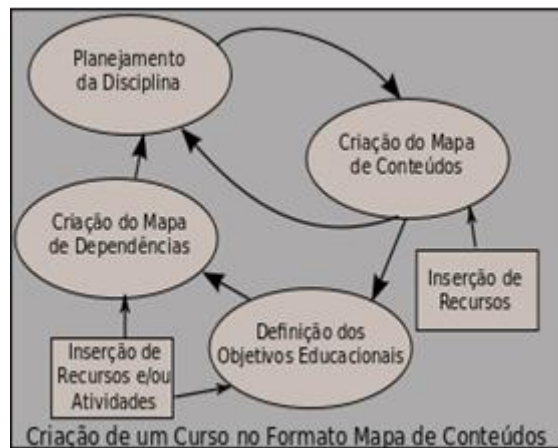 Planejamento
da Disciplina
Criação do Mapa
de Conteúdos
Criação do Mapa
de Dependências
Inserção de
Recursos
Definição dos
Objetivos Educacionais
Inserção de
Recursos e/ou
Atividades
Criação de um Curso no Formato Mapa de Conteúdos